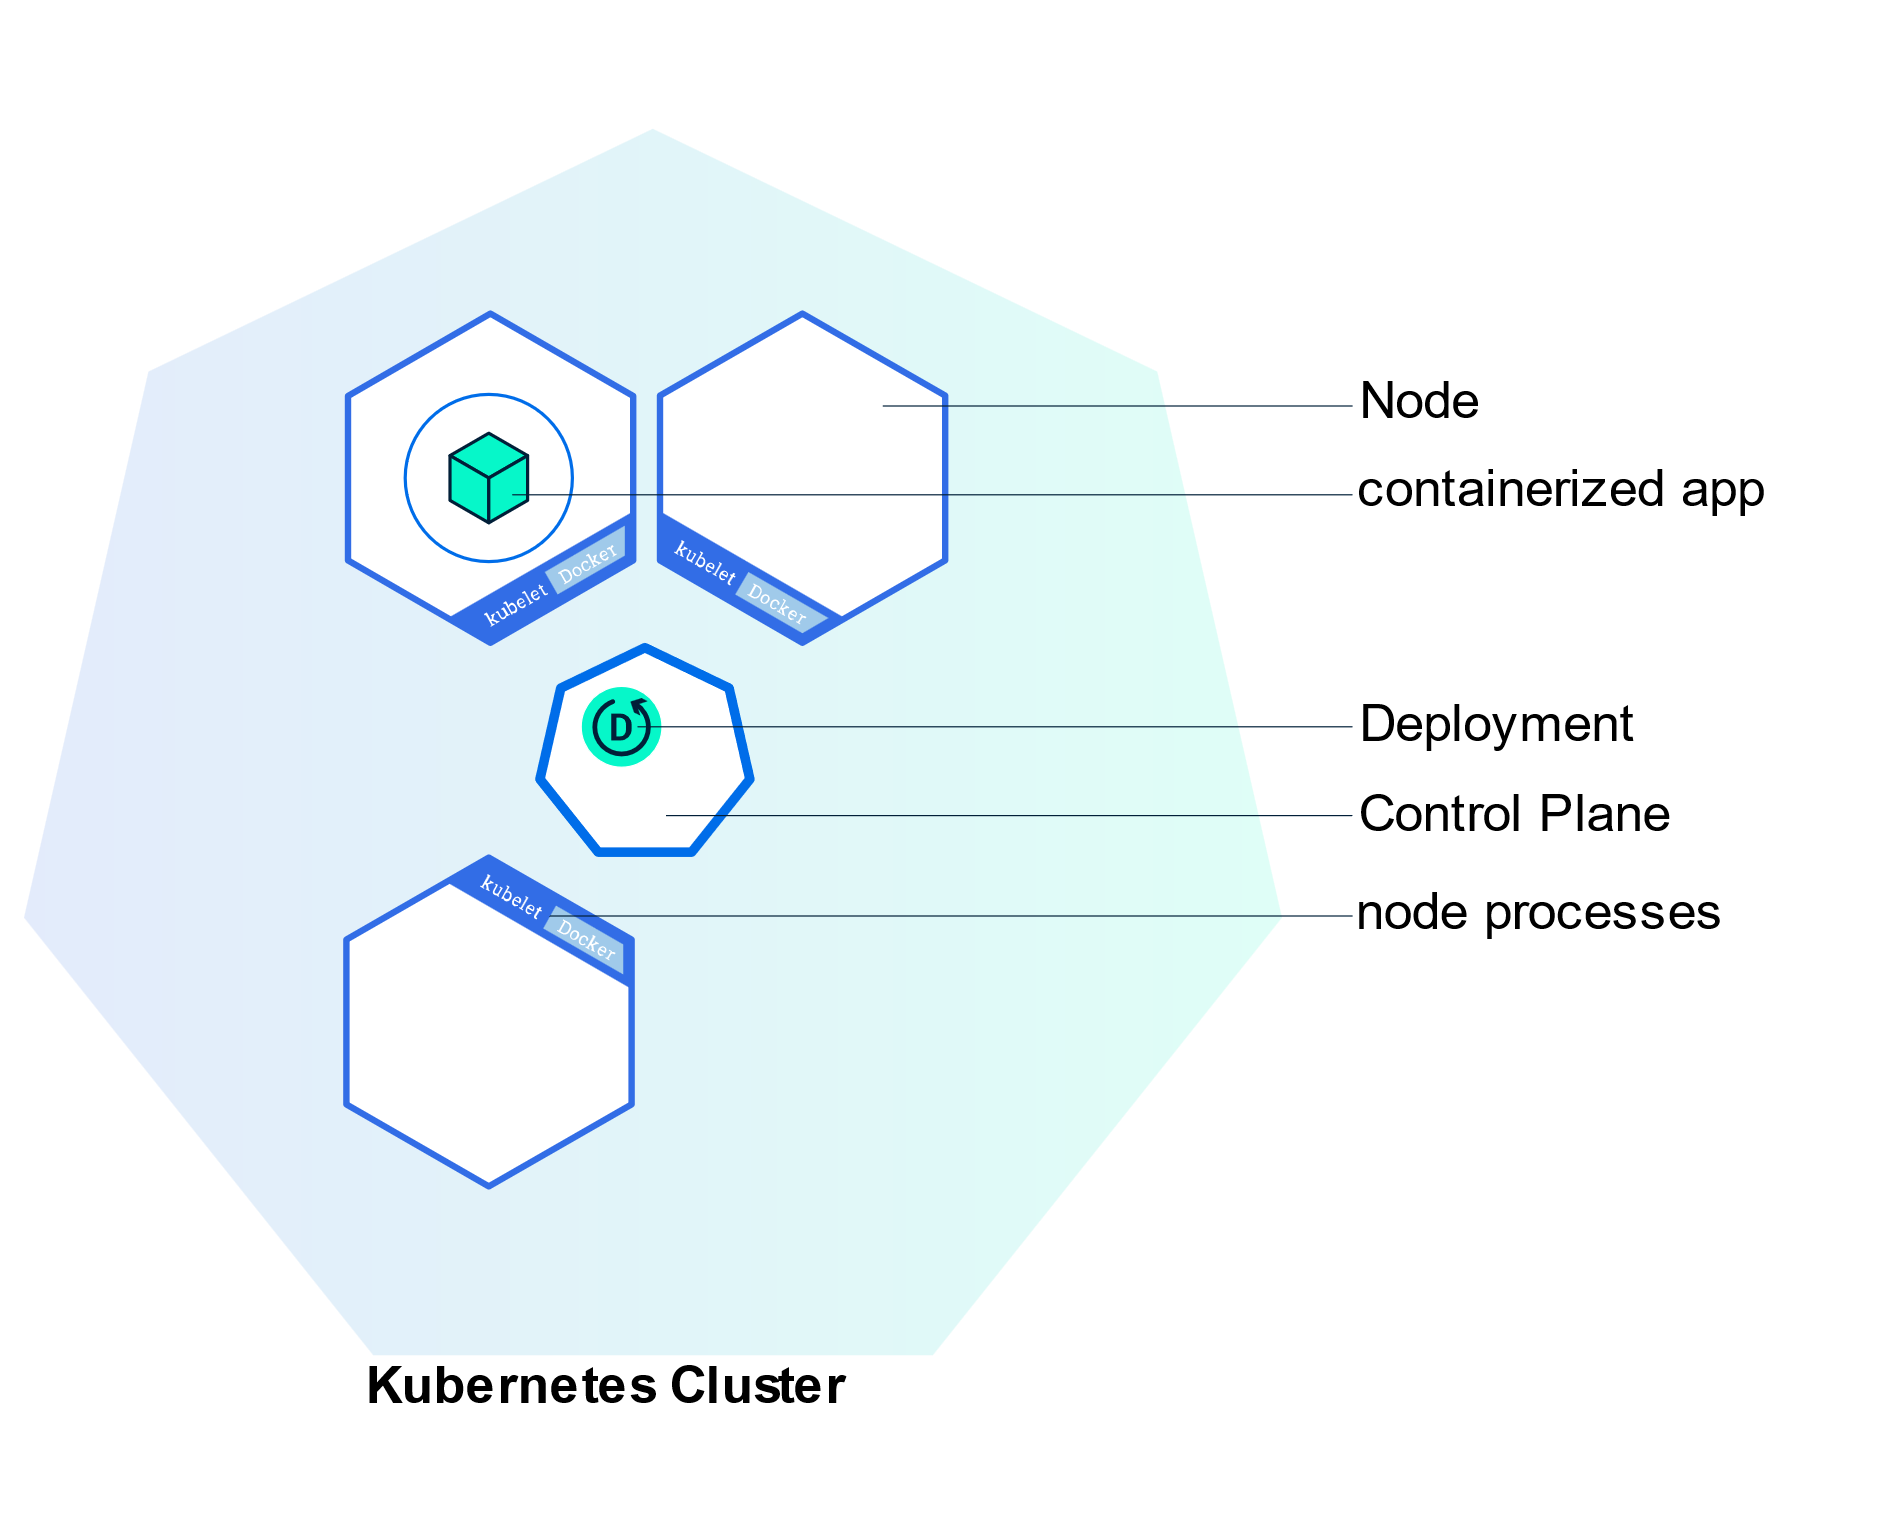 Node
containerized app
kubelet Docker
kubelet Docker
D
Deployment
Control Plane
kubelet Docker
node processes
Kubernetes Cluster